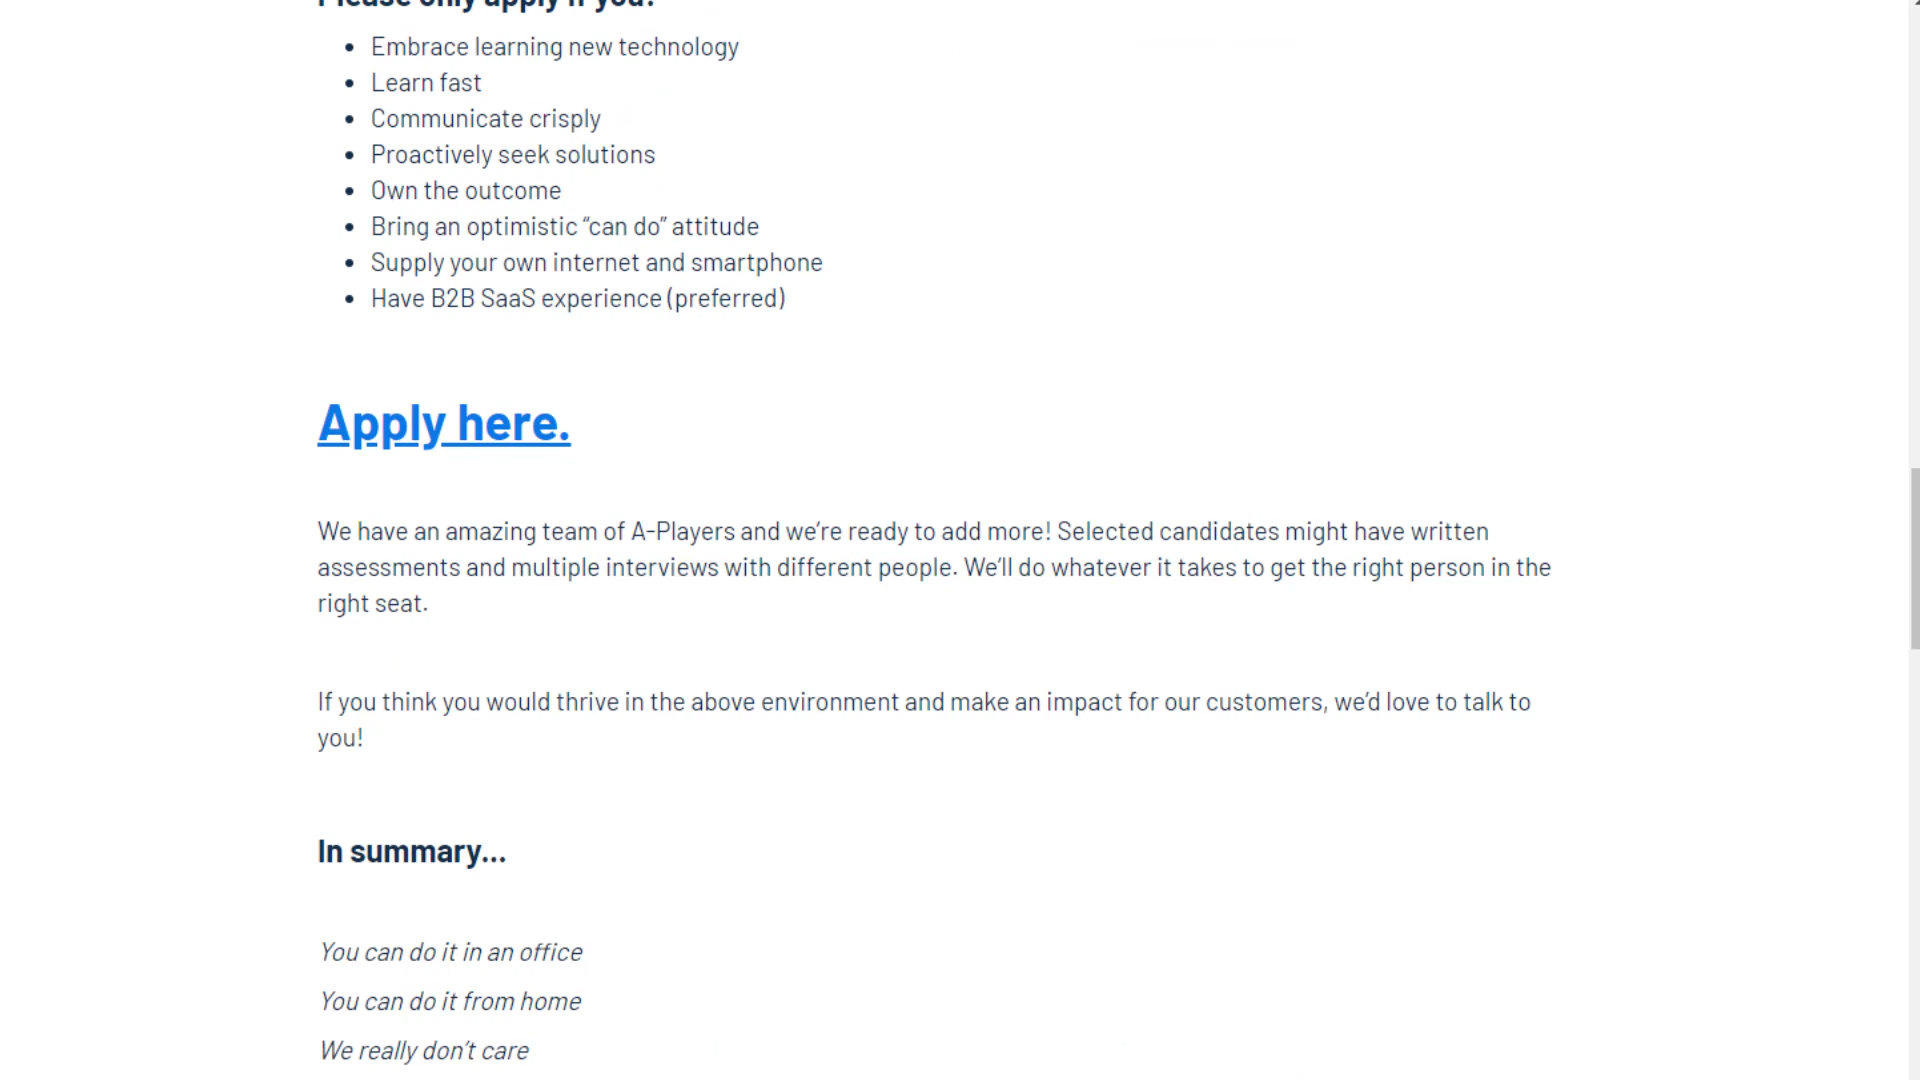 Please only apply if you:
Embrace learning new technology
Learn fast
Communicate crisply
Proactively seek solutions
Own the outcome
Bring an optimistic “can do” attitude
Supply your own internet and smartphone
Have B2B SaaS experience (preferred)
Apply here.
We have an amazing team of A-Players and we’re ready to add more! Selected candidates might have written
assessments and multiple interviews with different people. We’ll do whatever it takes to get the right person in the
right seat.
If you think you would thrive in the above environment and make an impact for our customers, we’d love to talk to
you!
In summary…
You can do it in an office
You can do it from home
We really don’t care